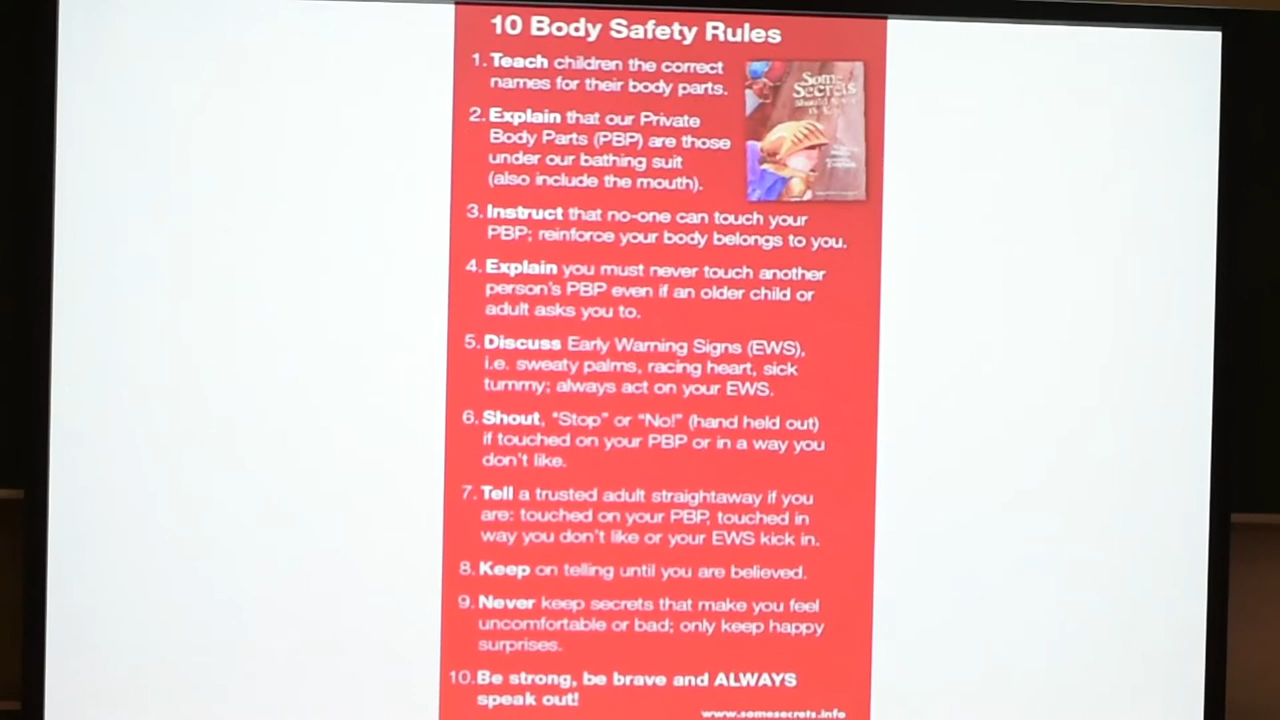 10 Body Safety Rules
1. Teach children the correct
names for their body parts.
2. Explain that our Private
Body Parts (PBP) are those
under our bathing suit
(also include the mouth).
3. Instruct that no-one can touch your
PBP; reinforce your body belongs to you.
4. Explain you must never touch another
person's PBP even if an older child or
adult asks you to.
5. Discuss Early Warning Signs (EWS),
i.e. sweaty palms, racing heart, sick
tummy; always act on your EWS.
6. Shout, "Stop" or "No!" (hand held out)
if touched on your PBP or in a way you
don't like.
7. Tell a trusted adult straightaway if you
are: touched on your PBP, touched in
way you don't like or your EWS kick in.
8. Keep on telling until you are believed.
9. Never keep secrets that make you feel
uncomfortable or bad; only keep happy
surprises.
10. Be strong, be brave and ALWAYS
speak out!
www.somesecrets.info
Some
Secrets
Should